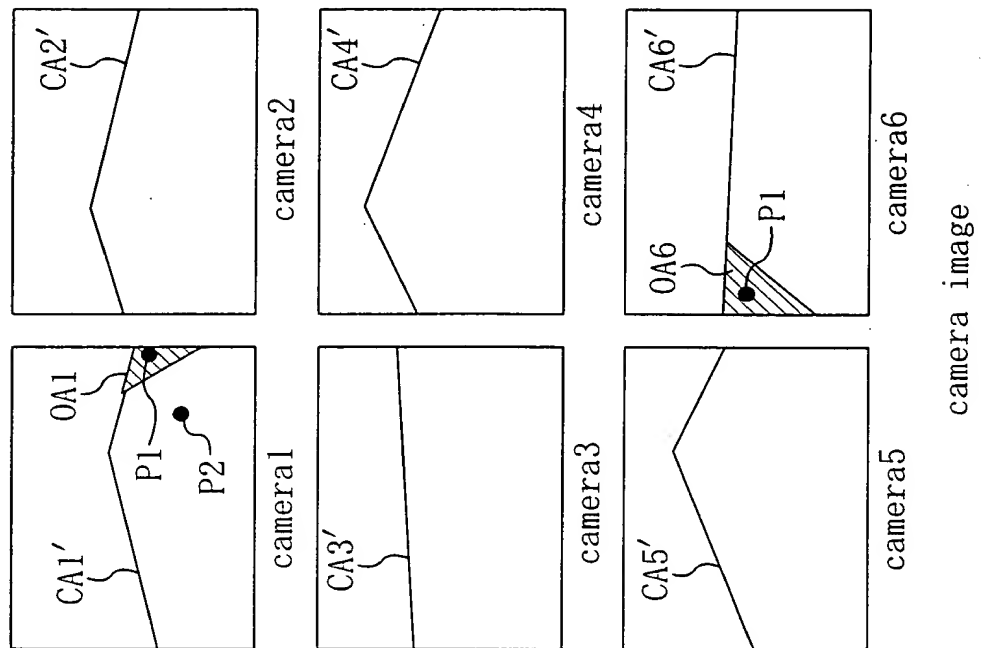 CA1′
OA1
P1
P2
camera1
CA2′
camera2
CA3′
camera3
CA4′
camera4
CA5′
camera5
OA6
P1
CA6′
camera6
camera image